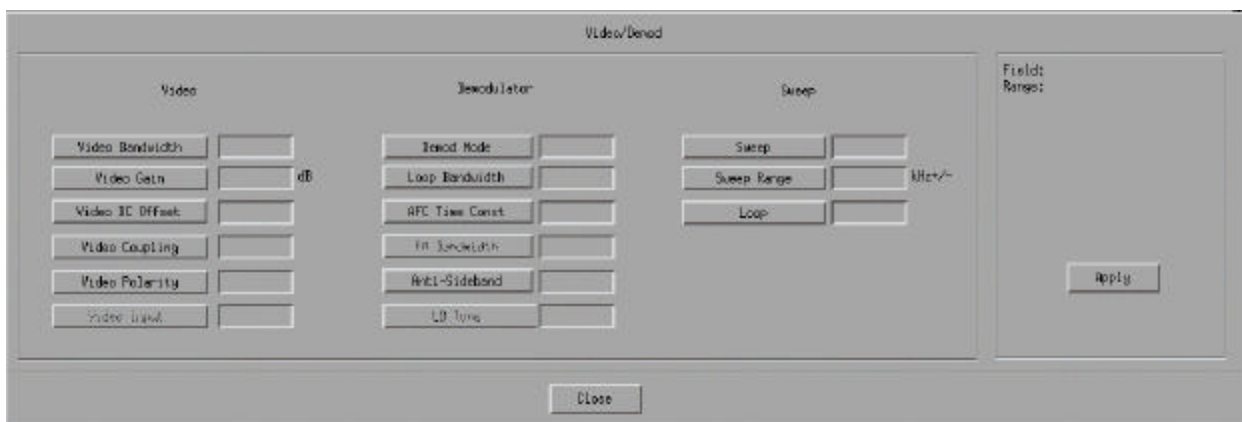 Video/Demod
Video
Video Bandwidth
Video Gain dB
Video DC Offset
Video Coupling
Video Polarity
Video Input
Demodulator
Demod Mode
Loop Bandwidth
AFC Time Const
FM Bandwidth
Anti-Sideband
LO Tune
Sweep
Sweep
Sweep Range kHz+/-
Loop
Field:
Range:
Apply
Close